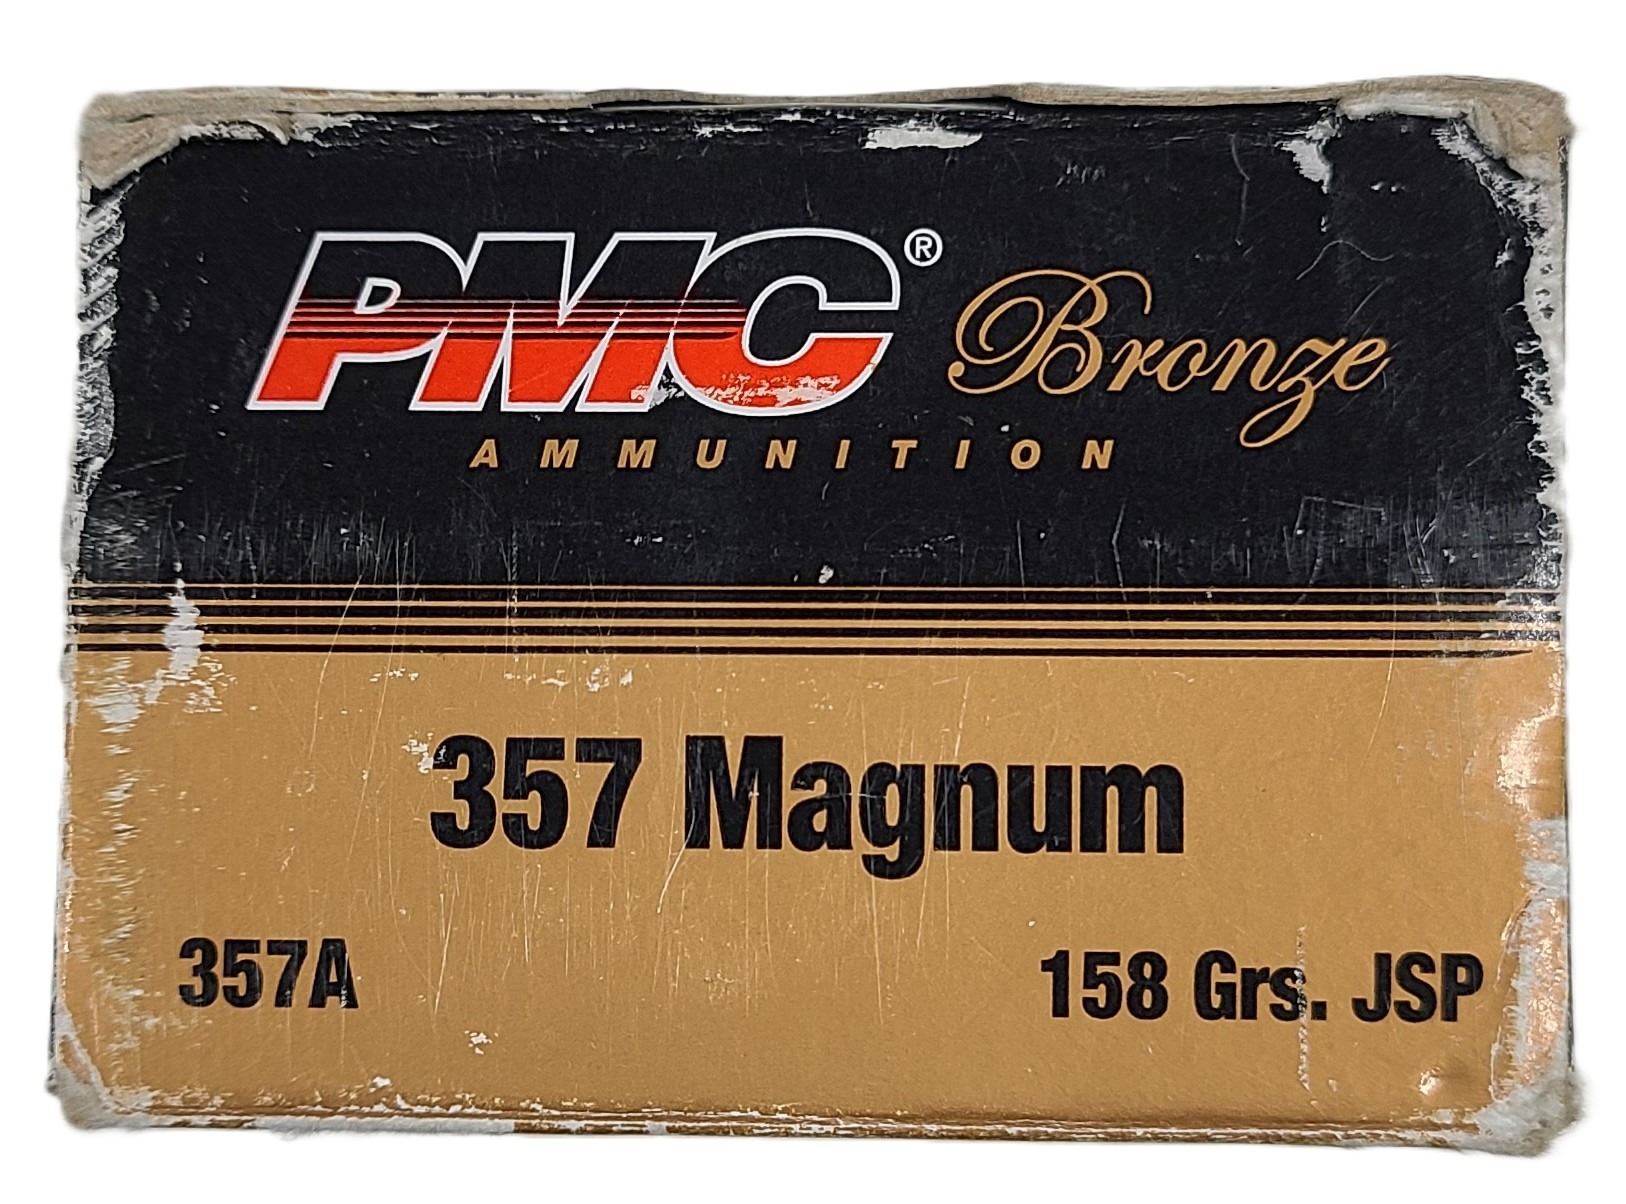 PMC® Bronze
AMMUNITION
357 Magnum
357A 158 Grs. JSP